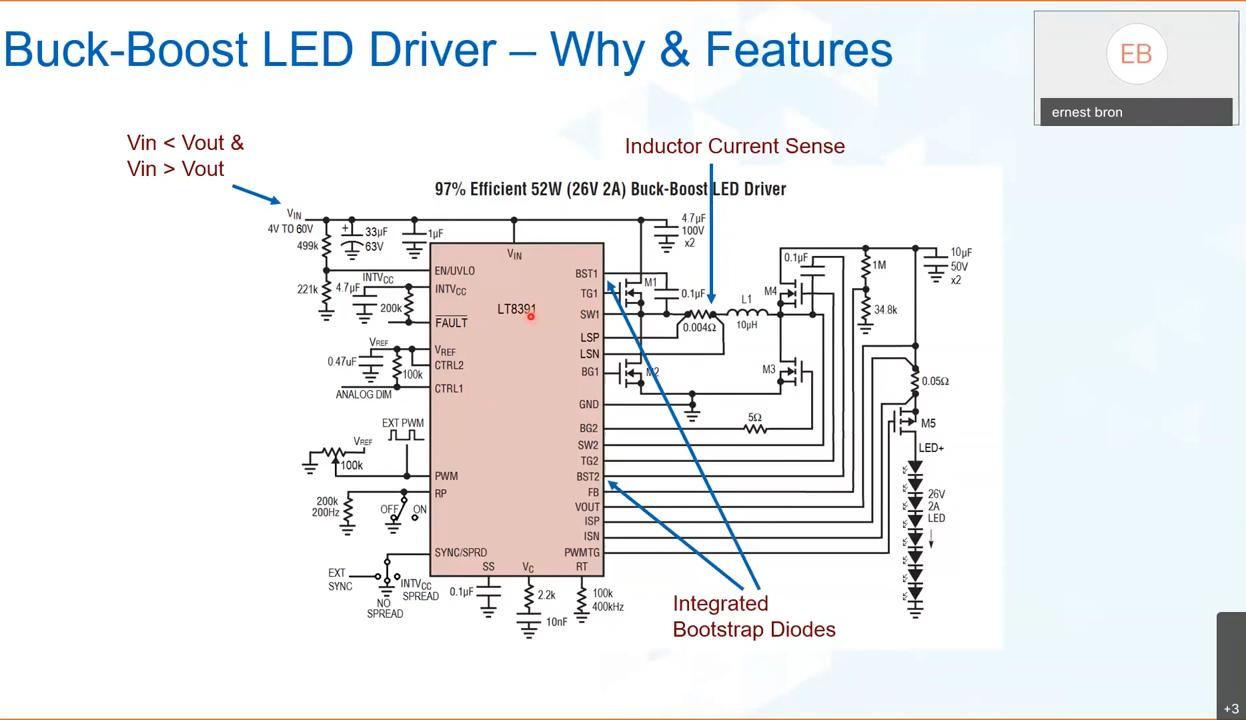 Buck-Boost LED Driver – Why & Features
EB
ernest bron
Vin < Vout &
Vin > Vout
Inductor Current Sense
97% Efficient 52W (26V 2A) Buck-Boost LED Driver
VIN
4V TO 60V
499k
+
33µF
63V
1µF
4.7µF
100V
x2
VIN
EN/UVLO
INTVCC
221k
4.7µF
200k
INTVCC
FAULT
LT8391
BST1
TG1
SW1
LSP
LSN
BG1
GND
BG2
SW2
TG2
BST2
FB
VOUT
ISP
ISN
PWMTG
M1
0.1µF
0.004Ω
L1
10µH
M2
M4
M3
0.1µF
1M
34.8k
10µF
50V
x2
5Ω
0.05Ω
M5
LED+
26V
2A
LED
VREF
0.47uF
100k
ANALOG DIM
VREF
CTRL2
CTRL1
EXT PWM
VREF
100k
PWM
RP
200k
200Hz
OFF
ON
SYNC/SPRD
EXT
SYNC
INTVCC
SPREAD
NO
SPREAD
SS
VC
RT
0.1µF
2.2k
10nF
100k
400kHz
Integrated
Bootstrap Diodes
+3